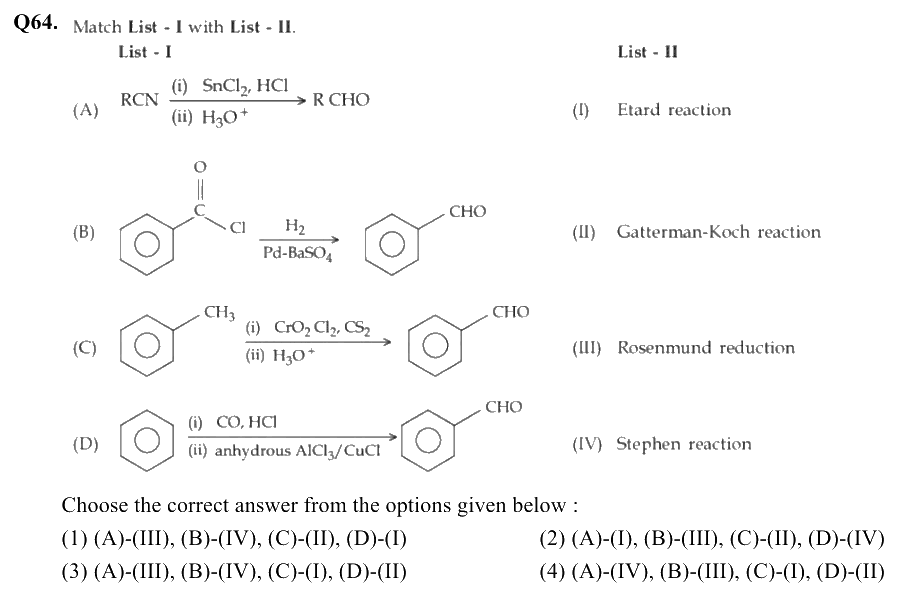 Q64. Match List - I with List - II.
List - I List - II
(A) RCN (i) SnCl₂, HCl (ii) H₃O⁺ R CHO (I) Etard reaction
(B) O C Cl H₂ Pd-BaSO₄ CHO (II) Gatterman-Koch reaction
(C) CH₃ (i) CrO₂ Cl₂, CS₂ (ii) H₃O⁺ CHO (III) Rosenmund reduction
(D) (i) CO, HCl (ii) anhydrous AlCl₃/CuCl CHO (IV) Stephen reaction
Choose the correct answer from the options given below :
(1) (A)-(III), (B)-(IV), (C)-(II), (D)-(I) (2) (A)-(I), (B)-(III), (C)-(II), (D)-(IV)
(3) (A)-(III), (B)-(IV), (C)-(I), (D)-(II) (4) (A)-(IV), (B)-(III), (C)-(I), (D)-(II)